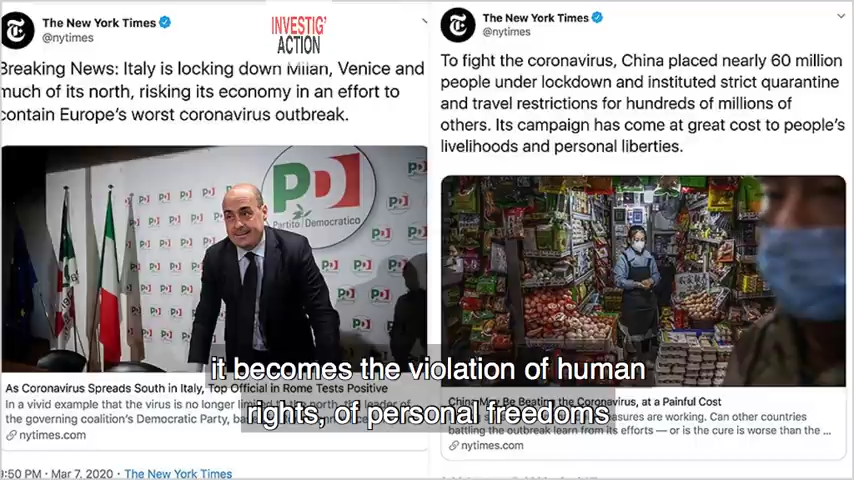 The New York Times
@nytimes
INVESTIG'
ACTION
Breaking News: Italy is locking down Milan, Venice and
much of its north, risking its economy in an effort to
contain Europe's worst coronavirus outbreak.
PD
Partito Democratico
As Coronavirus Spreads South in Italy, Top Official in Rome Tests Positive
In a vivid example that the virus is no longer
the governing coalition's Democratic Party,
nytimes.com
9:50 PM · Mar 7, 2020 · The New York Times
The New York Times
@nytimes
To fight the coronavirus, China placed nearly 60 million
people under lockdown and instituted strict quarantine
and travel restrictions for hundreds of millions of
others. Its campaign has come at great cost to people's
livelihoods and personal liberties.
China May Be Beating the Coronavirus, at a Painful Cost
measures are working. Can other countries
battling the outbreak learn from its efforts — or is the cure is worse than the ...
nytimes.com
it becomes the violation of human
rights, of personal freedoms